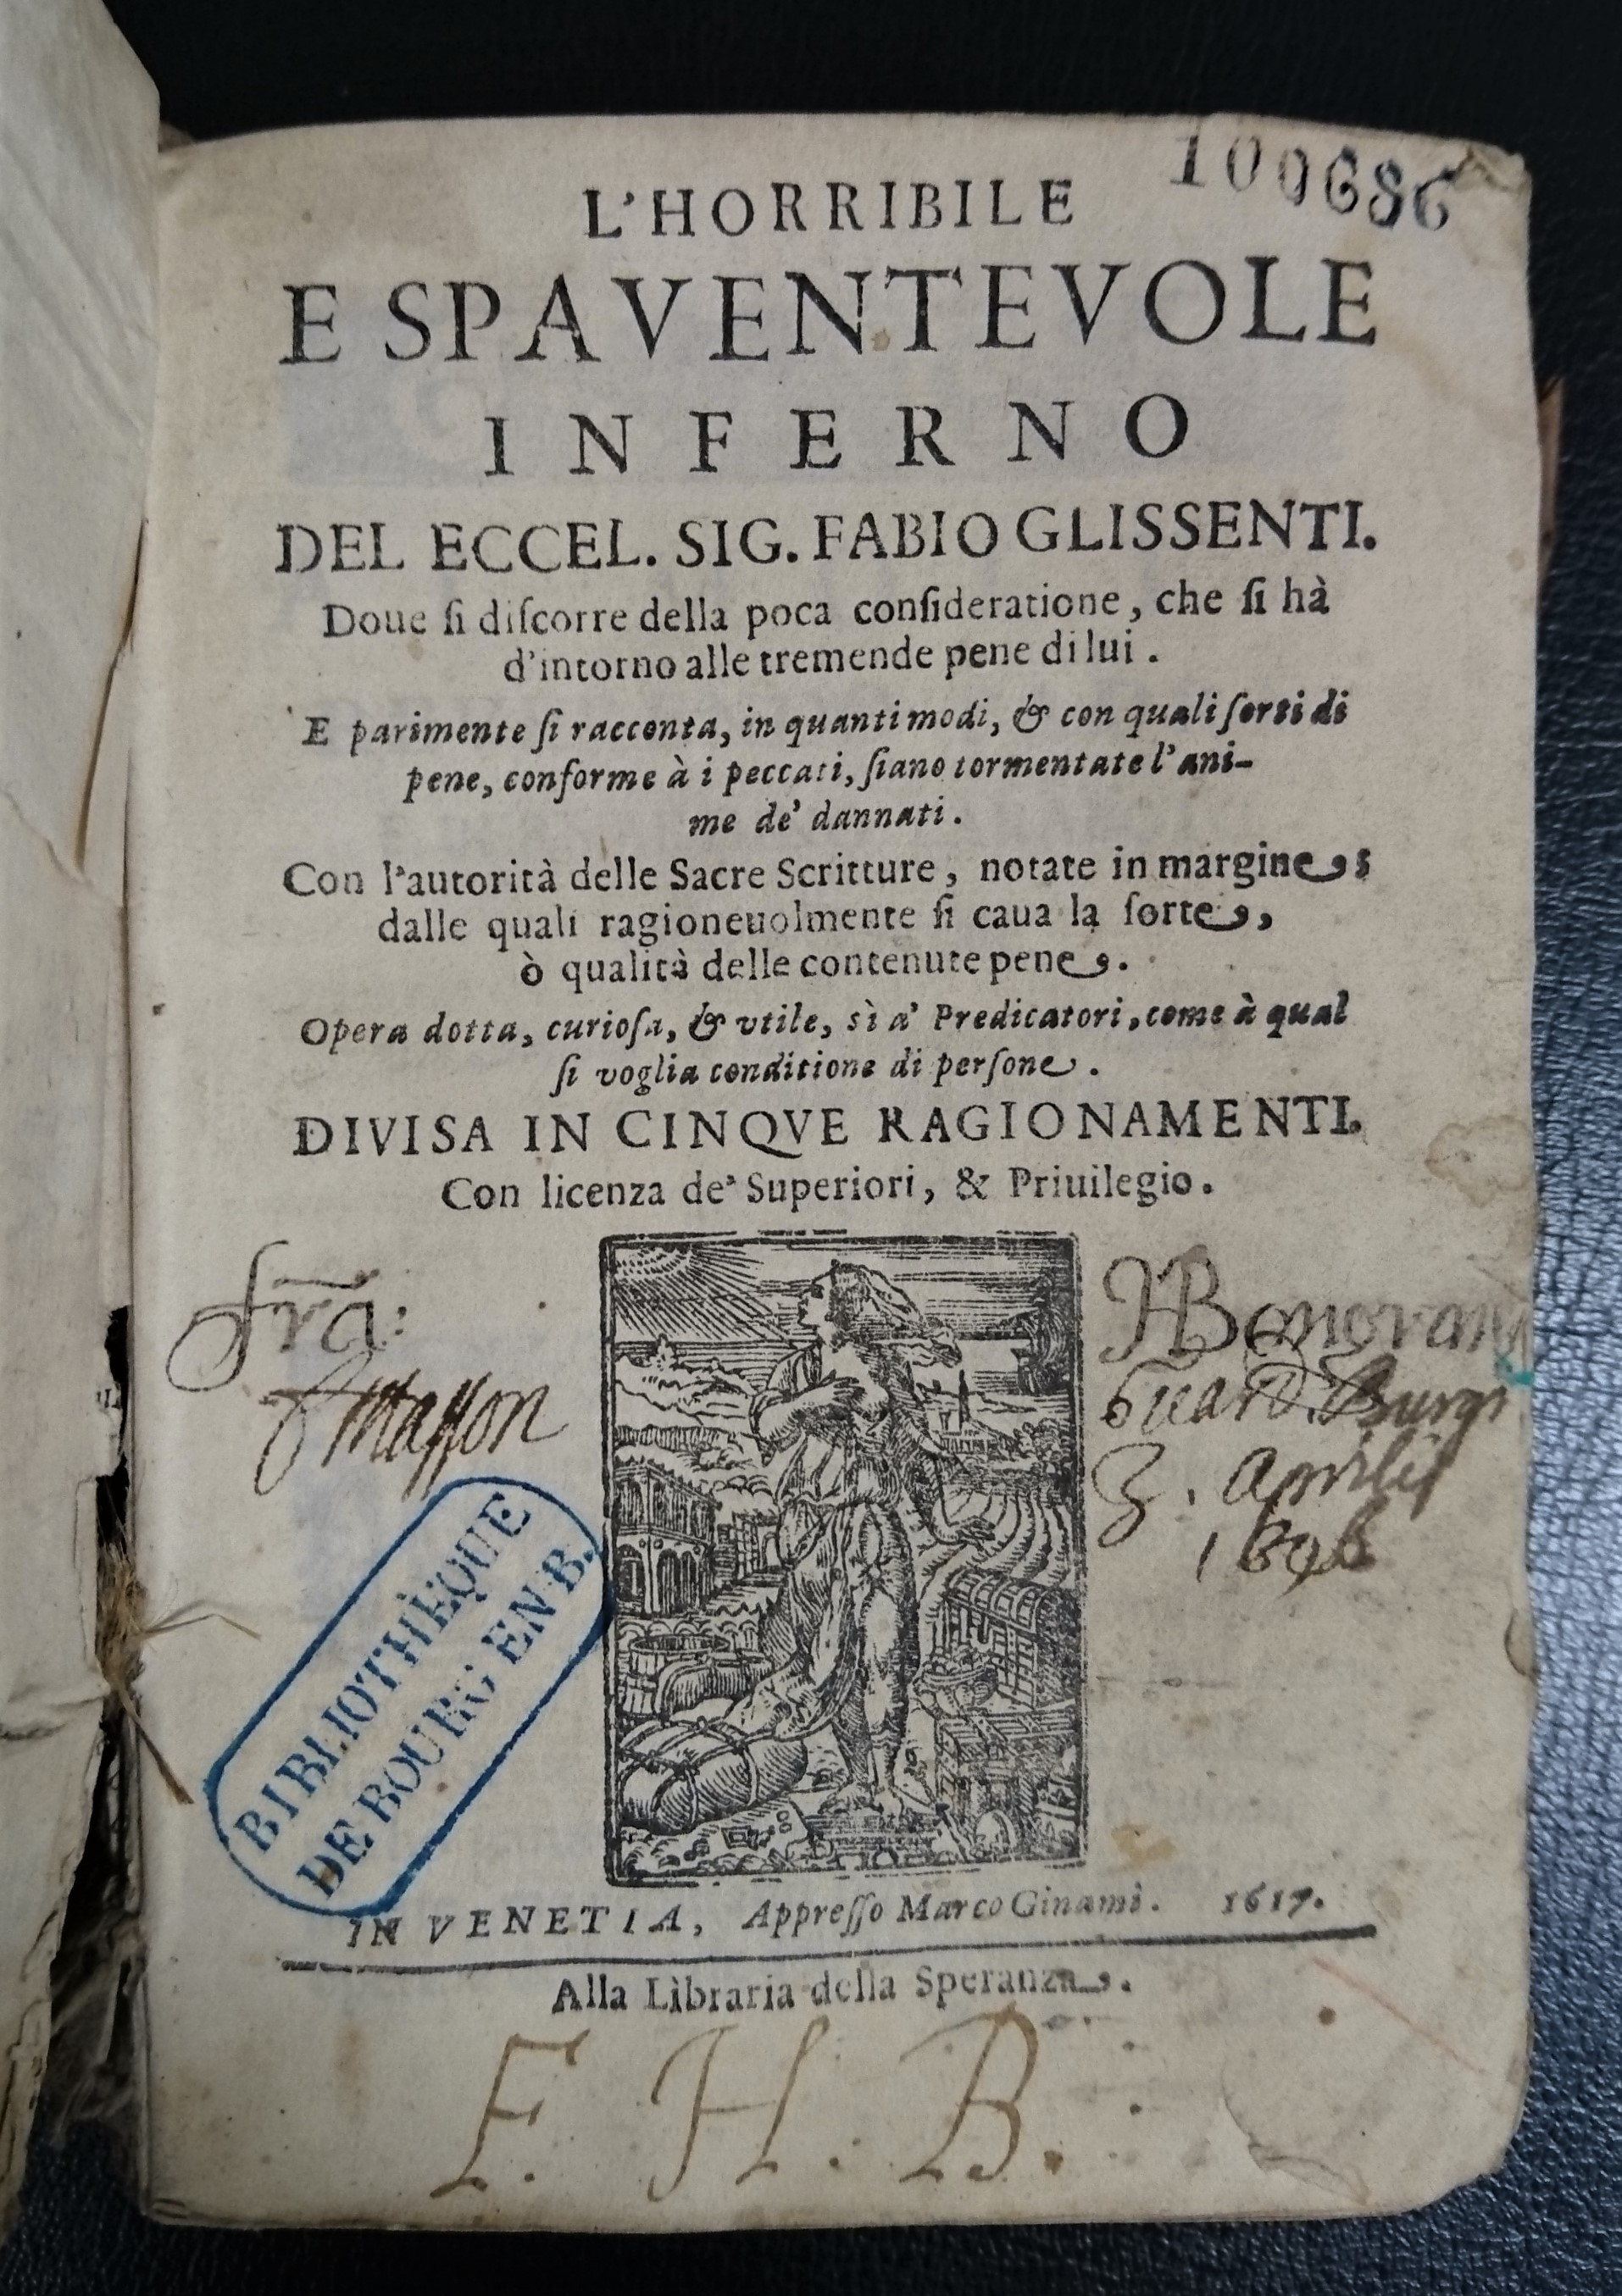 100686
L'HORRIBILE
E SPAVENTEVOLE
INFERNO
DEL ECCEL. SIG. FABIO GLISSENTI.
Doue ſi diſcorre della poca conſideratione, che ſi hà
d'intorno alle tremende pene di lui.
E parimente ſi racconta, in quanti modi, & con quali ſorti di
pene, conforme à i peccati, ſiano tormentate l'ani-
me de' dannati.
Con l'autorità delle Sacre Scritture, notate in margine;
dalle quali ragioneuolmente ſi caua la ſorte,
ò qualità delle contenute pene.
Opera dotta, curioſa, & vtile, sì a' Predicatori, come à qual
ſi voglia conditione di perſone.
DIVISA IN CINQVE RAGIONAMENTI.
Con licenza de' Superiori, & Priuilegio.
fra:
Masson
Burgi
Aprilis
BIBLIOTHÈQUE
DE BOURG EN B.
IN VENETIA, Appreſſo Marco Ginami. 1617.
Alla Libraria della Speranza.
F. H. B.